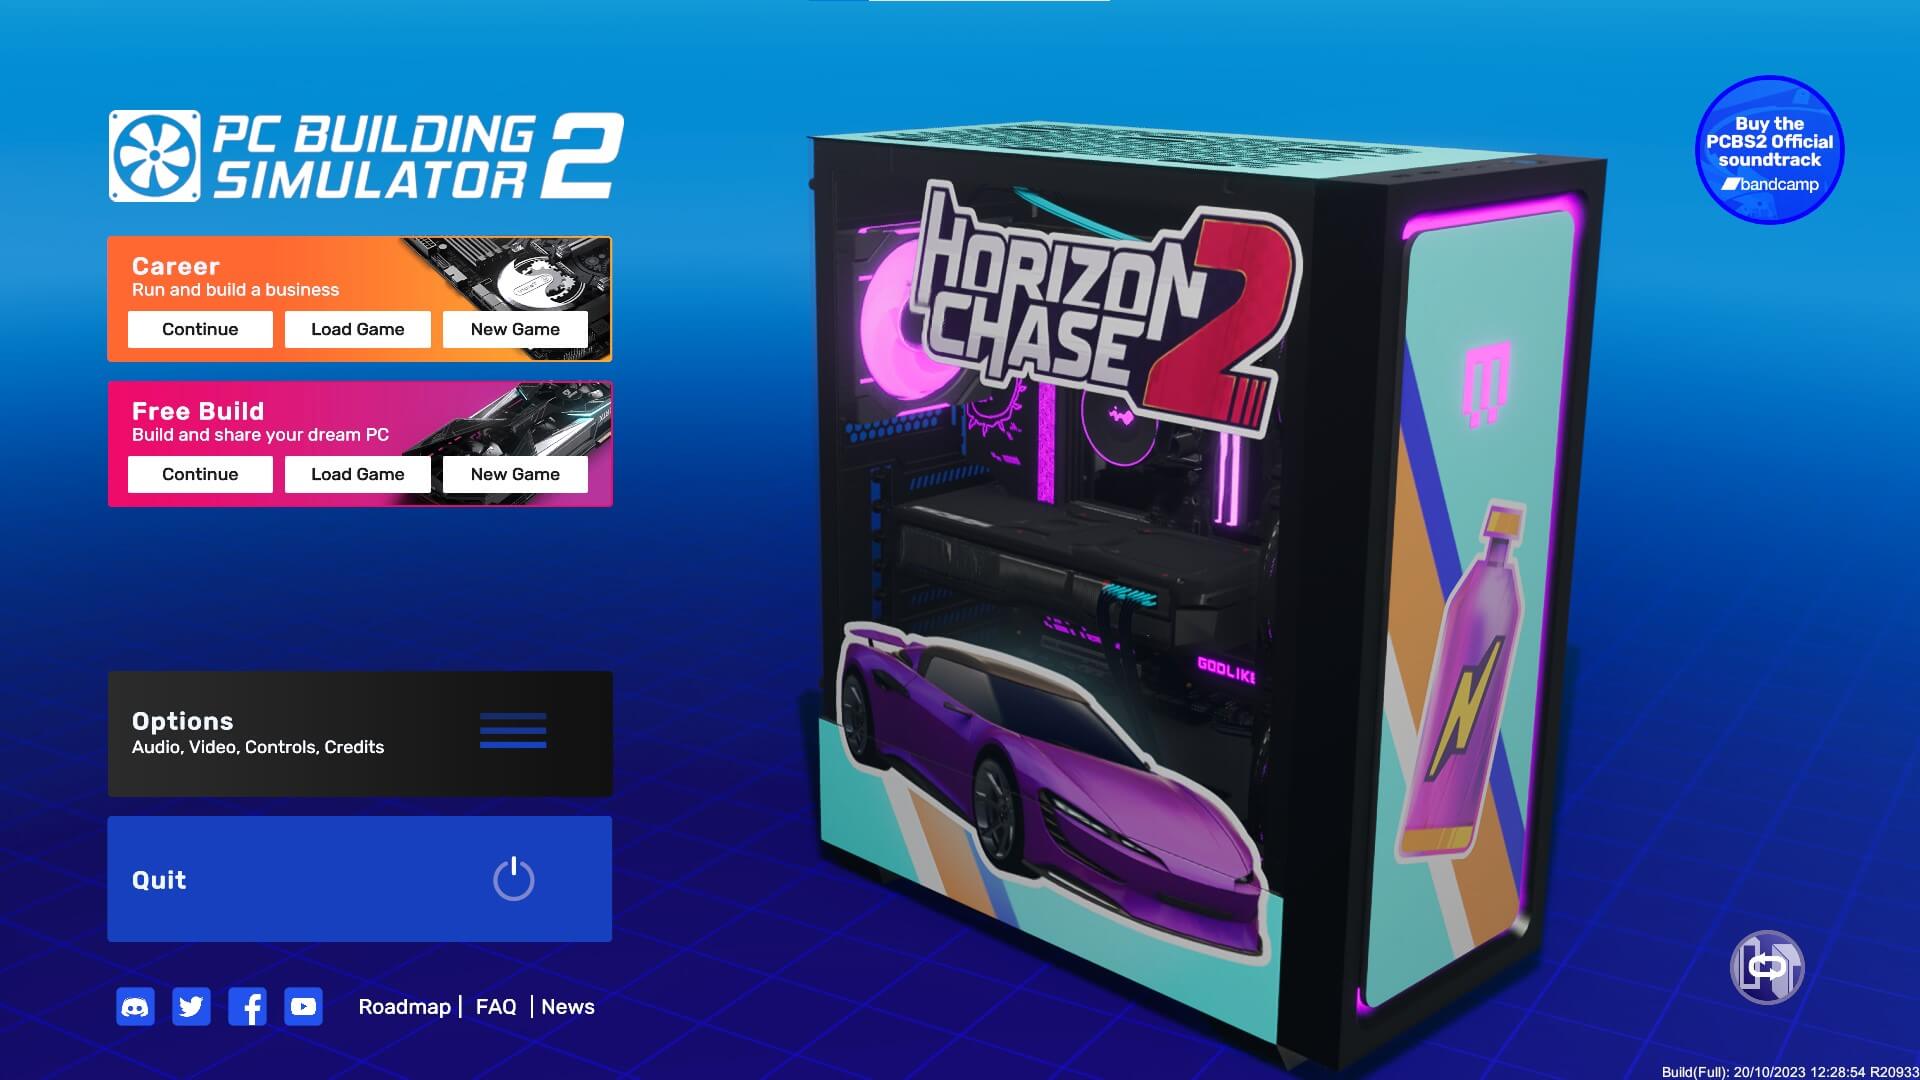 PC BUILDING
SIMULATOR 2
Career
Run and build a business
Continue
Load Game
New Game
Free Build
Build and share your dream PC
Continue
Load Game
New Game
Options
Audio, Video, Controls, Credits
Quit
Roadmap | FAQ | News
HORIZON
CHASE 2
GODLIKE
Buy the
PCBS2 Official
soundtrack
bandcamp
Build(Full): 20/10/2023 12:28:54 R20933